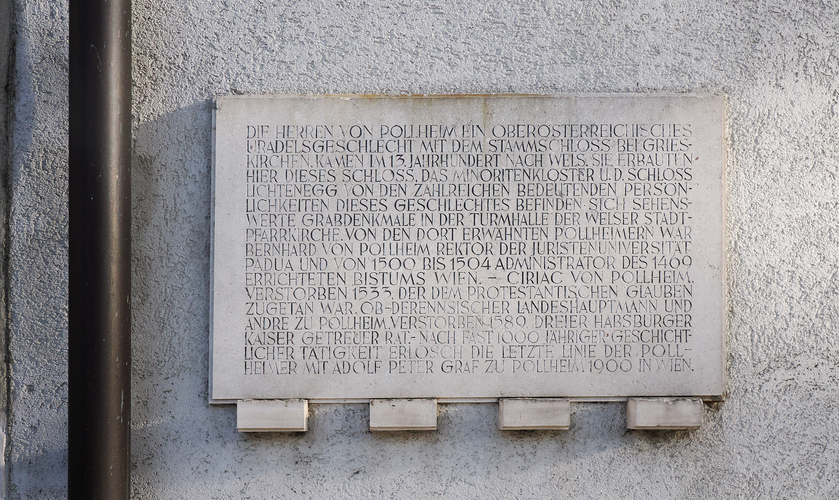 DIE HERREN VON POLLHEIM EIN OBERÖSTERREICHISCHES
URADELSGESCHLECHT MIT DEM STAMMSCHLOSS BEI GRIES-
KIRCHEN, KAMEN IM 13. JAHRHUNDERT NACH WELS. SIE ERBAUTEN
HIER DIESES SCHLOSS, DAS MINORITENKLOSTER U.D. SCHLOSS
LICHTENEGG. VON DEN ZAHLREICHEN BEDEUTENDEN PERSÖN-
LICHKEITEN DIESES GESCHLECHTES BEFINDEN SICH SEHENS-
WERTE GRABDENKMALE IN DER TURMHALLE DER WELSER STADT-
PFARRKIRCHE. VON DEN DORT ERWÄHNTEN POLLHEIMERN WAR
BERNHARD VON POLLHEIM REKTOR DER JURISTENUNIVERSITÄT
PADUA UND VON 1500 BIS 1504 ADMINISTRATOR DES 1469
ERRICHTETEN BISTUMS WIEN. – CIRIAC VON POLLHEIM
VERSTORBEN 1533, DER DEM PROTESTANTISCHEN GLAUBEN
ZUGETAN WAR, OB-DERENNSISCHER LANDESHAUPTMANN UND
ANDRE ZU POLLHEIM VERSTORBEN 1589 DREIER HABSBURGER
KAISER GETREUER RAT.- NACH FAST 1000 JÄHRIGER GESCHICHT-
LICHER TÄTIGKEIT ERLOSCH DIE LETZTE LINIE DER POLL-
HEIMER MIT ADOLF PETER GRAF ZU POLLHEIM 1900 IN WIEN.